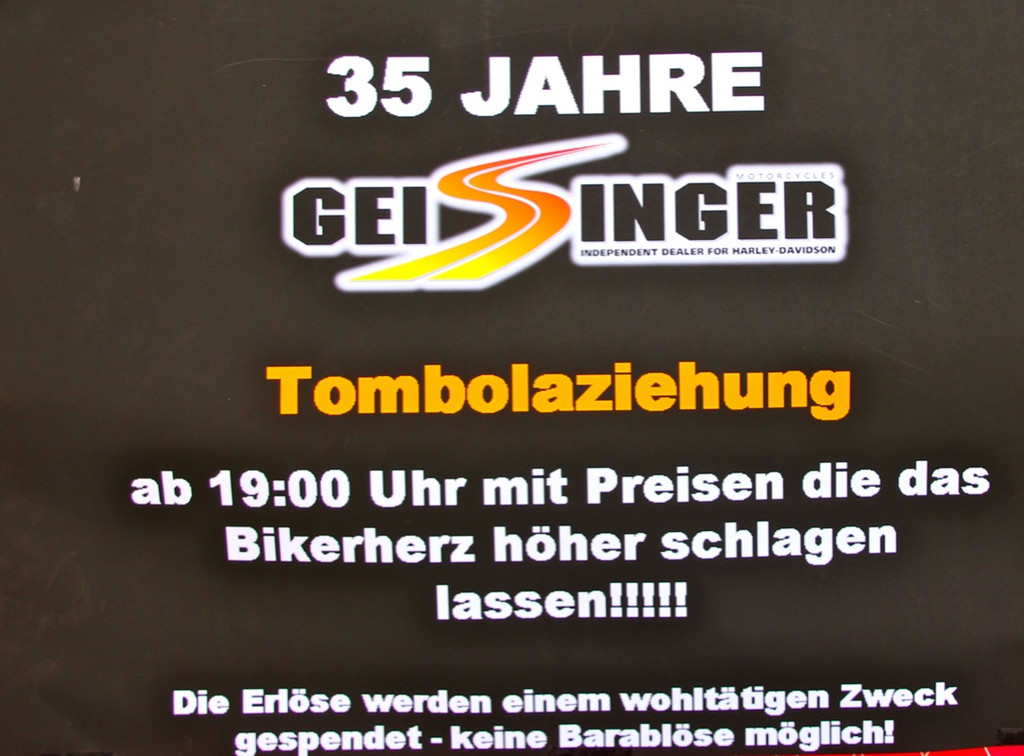 35 JAHRE
GEISSINGER
MOTORCYCLES
INDEPENDENT DEALER FOR HARLEY-DAVIDSON
Tombolaziehung
ab 19:00 Uhr mit Preisen die das
Bikerherz höher schlagen
lassen!!!!!
Die Erlöse werden einem wohltätigen Zweck
gespendet - keine Barablöse möglich!